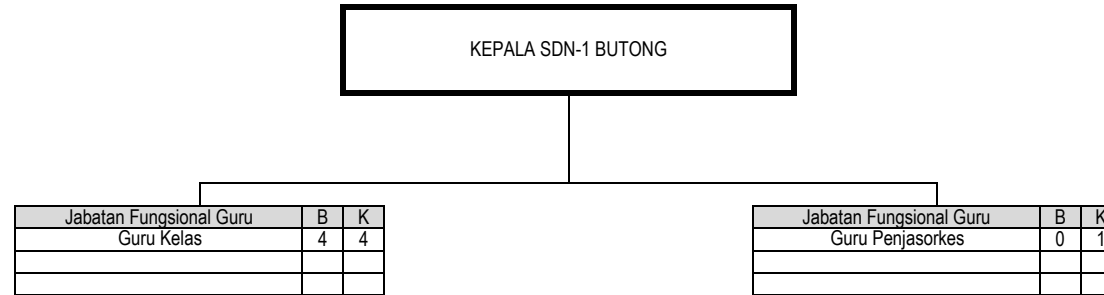 KEPALA SDN-1 BUTONG
Jabatan Fungsional Guru B K
Guru Kelas 4 4
Jabatan Fungsional Guru B K
Guru Penjasorkes 0 1